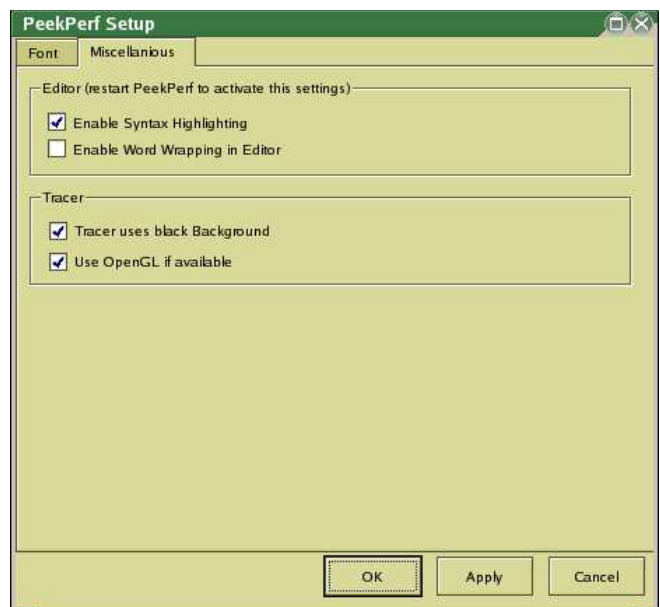 PeekPerf Setup
Font
Miscellanious
Editor (restart PeekPerf to activate this settings)
Enable Syntax Highlighting
Enable Word Wrapping in Editor
Tracer
Tracer uses black Background
Use OpenGL if available
OK
Apply
Cancel